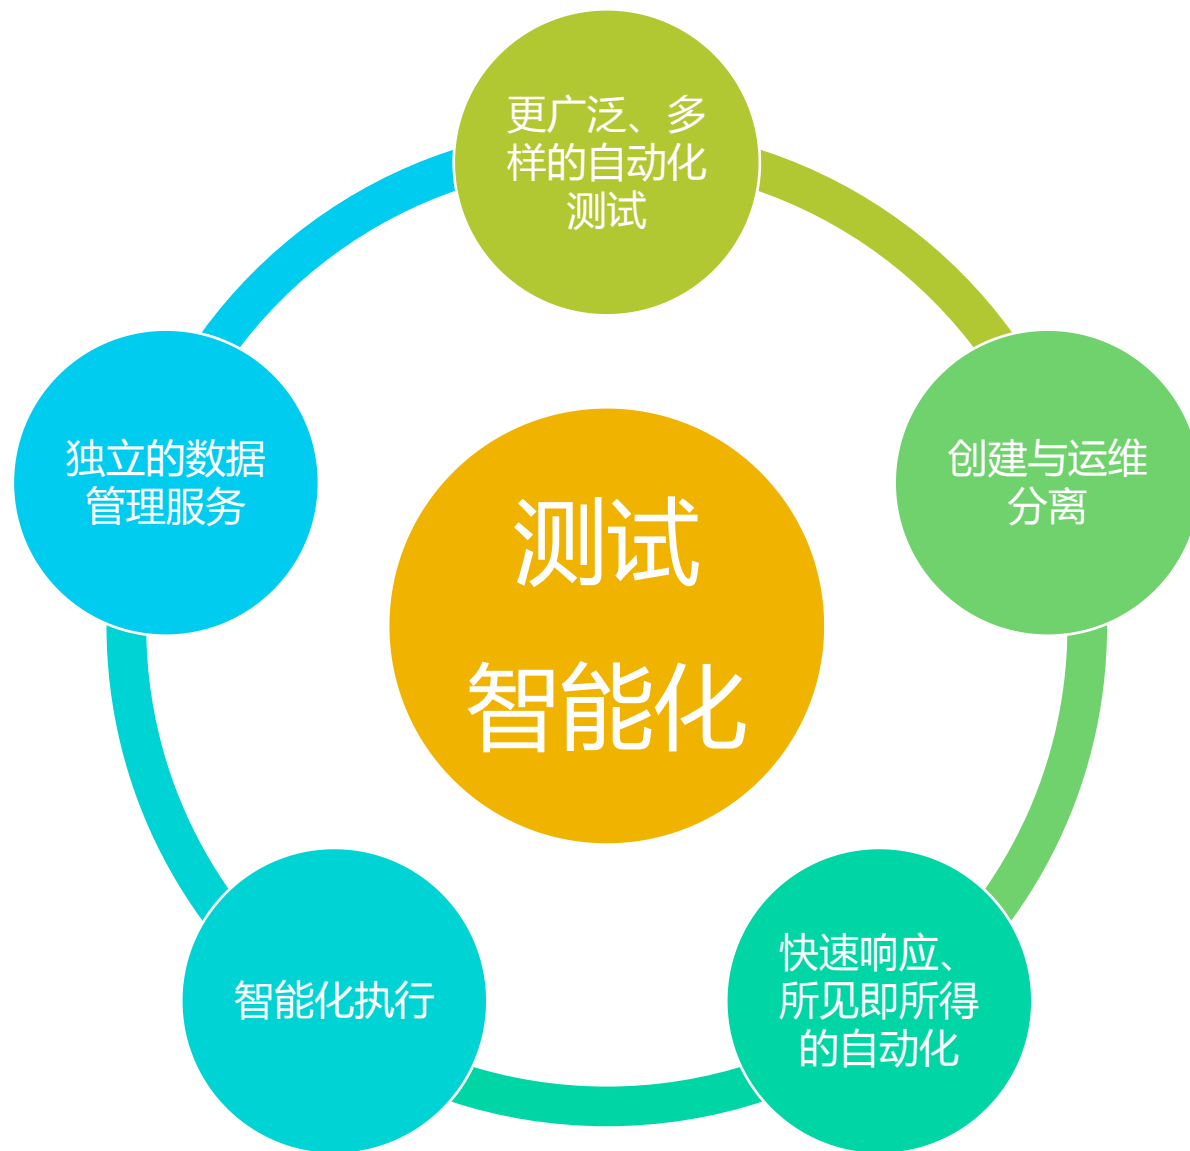 更广泛、多
样的自动化
测试
创建与运维
分离
快速响应、
所见即所得
的自动化
智能化执行
独立的数据
管理服务
测试
智能化